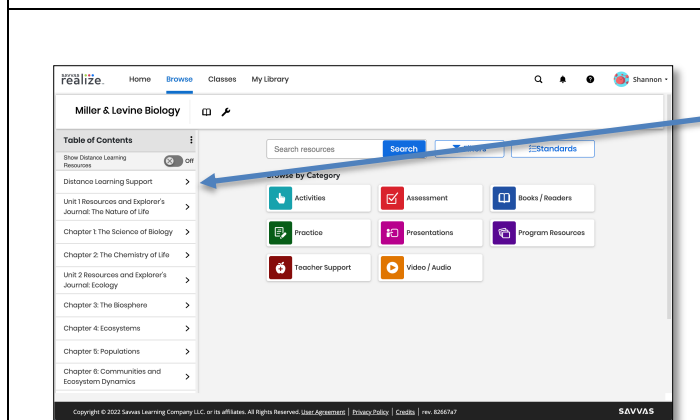 SAVVAS
realize.
Home Browse Classes My Library
Shannon
Miller & Levine Biology
Table of Contents
Show Distance Learning
Resources
Off
Distance Learning Support
Unit 1 Resources and Explorer's
Journal: The Nature of Life
Chapter 1: The Science of Biology
Chapter 2: The Chemistry of Life
Unit 2 Resources and Explorer's
Journal: Ecology
Chapter 3: The Biosphere
Chapter 4: Ecosystems
Chapter 5: Populations
Chapter 6: Communities and
Ecosystem Dynamics
Search resources
Search
Standards
Browse by Category
Activities
Assessment
Books / Readers
Practice
Presentations
Program Resources
Teacher Support
Video / Audio
Copyright © 2022 Savvas Learning Company LLC. or its affiliates. All Rights Reserved. User Agreement | Privacy Policy | Credits | rev. 82667a7
SAVVAS